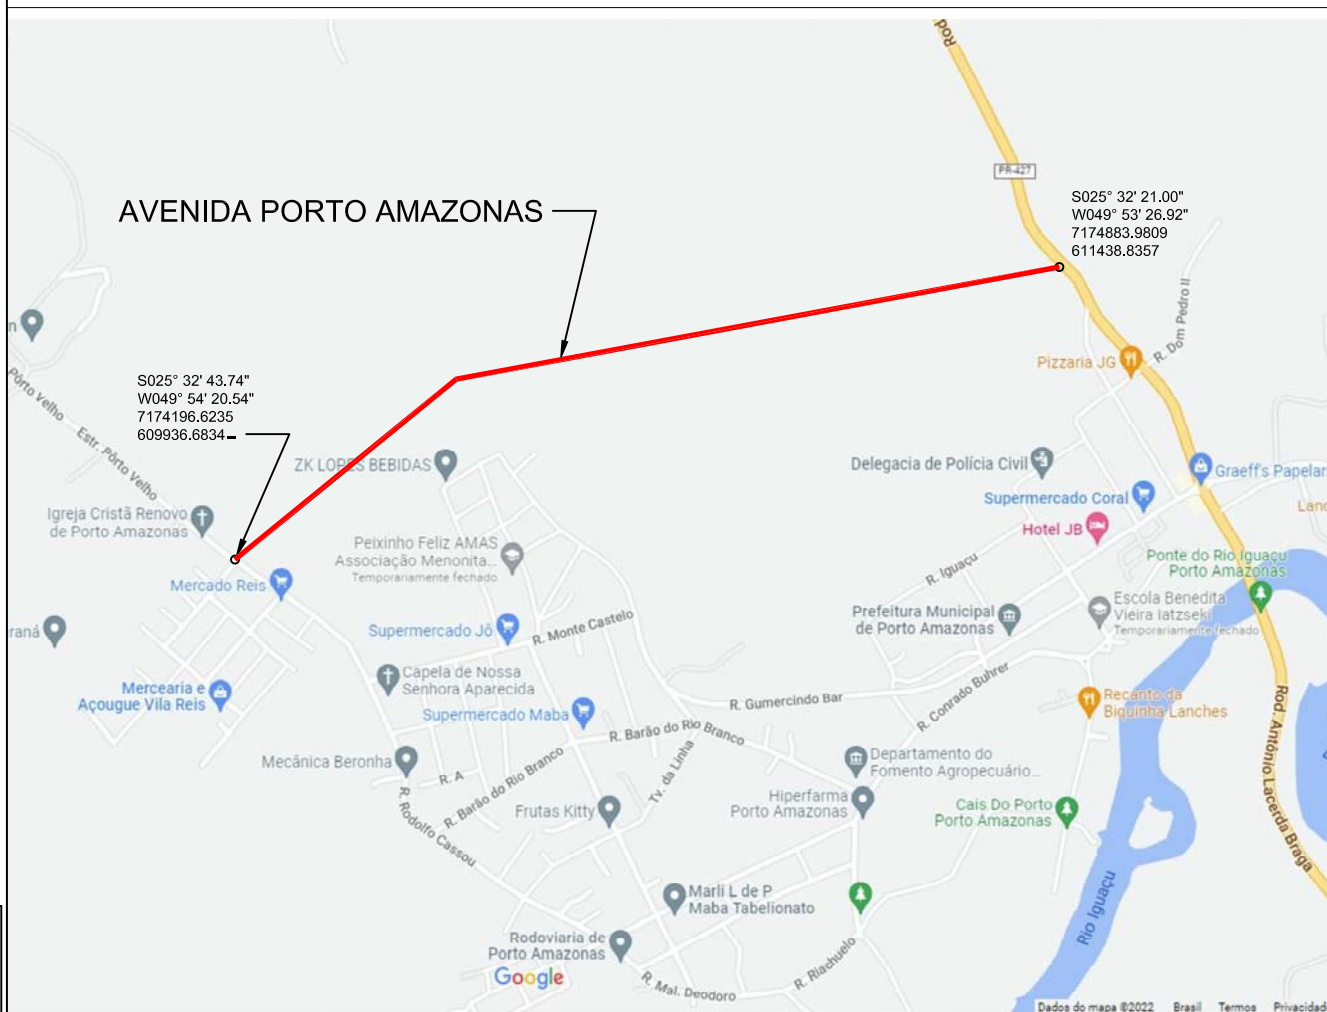 Rod
PR-427
S025° 32' 21.00"
W049° 53' 26.92"
7174883.9809
611438.8357
AVENIDA PORTO AMAZONAS
R. Dom Pedro II
n
Pizzaria JG
S025° 32' 43.74"
W049° 54' 20.54"
7174196.6235
609936.6834
Pôrto Velho
Estr. Pôrto Velho
ZK LOPES BEBIDAS
Delegacia de Polícia Civil
Graeff's Papelar
Supermercado Coral
Hotel JB
Igreja Cristã Renovo
de Porto Amazonas
Peixinho Feliz AMAS
Associação Menonita...
Temporariamente fechado
Mercado Reis
R. Iguaçu
Ponte do Rio Iguaçu
Porto Amazonas
Escola Benedita
Vieira Iatzseki
Temporariamente fechado
Prefeitura Municipal
de Porto Amazonas
raná
Supermercado Jô
R. Monte Castelo
Capela de Nossa
Senhora Aparecida
Mercearia e
Açougue Vila Reis
R. Gumercindo Bar
R. Conrado Buhrer
Recanto da
Biquinha Lanches
Supermercado Maba
R. Barão do Rio Branco
Rod. Antônio Lacerda Braga
Mecânica Beronha
R. A
R. Barão do Rio Branco
Tv. da Linha
Departamento do
Fomento Agropecuário...
R. Rodolfo Cassou
Frutas Kitty
Hiperfarma
Porto Amazonas
Cais Do Porto
Porto Amazonas
Marli L de P
Maba Tabelionato
Rio Iguaçu
Rodoviaria de
Porto Amazonas
Google
R. Mal. Deodoro
R. Riachuelo
Dados do mapa ©2022 Brasil Termos Privacidad